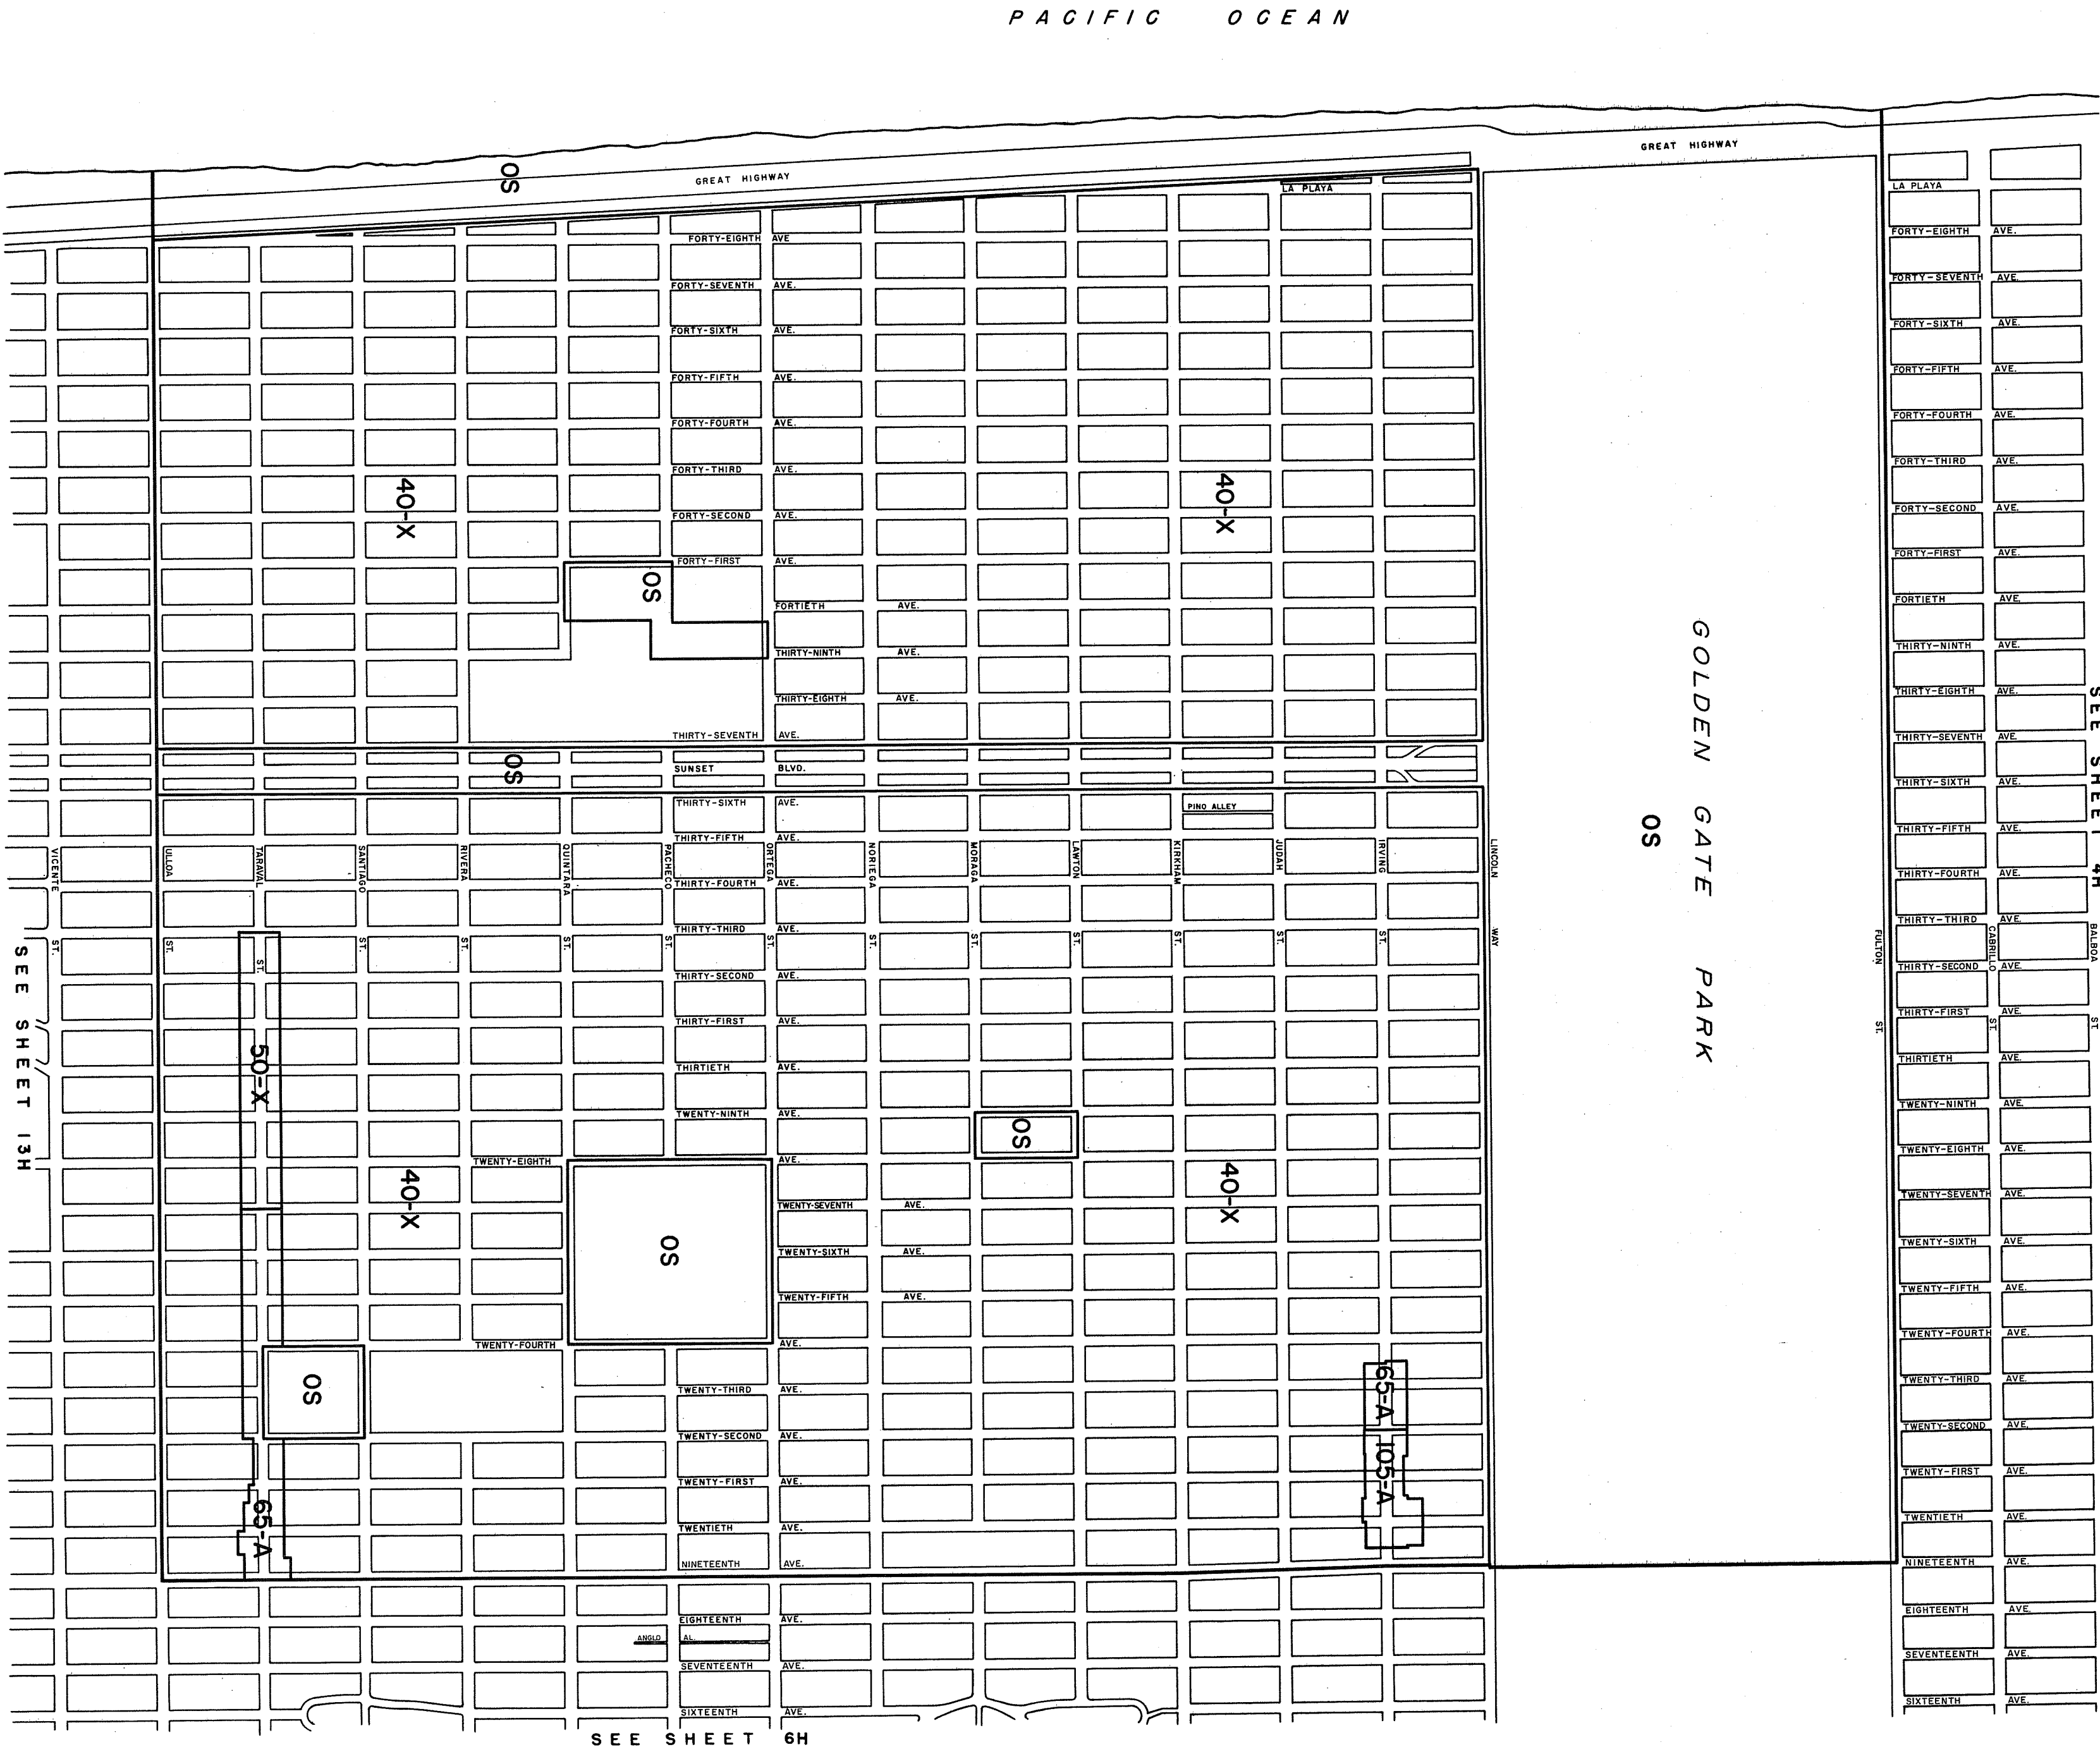 PACIFIC OCEAN
GREAT HIGHWAY
GREAT HIGHWAY
OS
LA PLAYA
LA PLAYA
FORTY-EIGHTH AVE
FORTY-EIGHTH AVE.
FORTY-SEVENTH AVE.
FORTY-SEVENTH AVE.
FORTY-SIXTH AVE.
FORTY-SIXTH AVE.
FORTY-FIFTH AVE.
FORTY-FIFTH AVE.
FORTY-FOURTH AVE.
FORTY-FOURTH AVE.
FORTY-THIRD AVE.
FORTY-THIRD AVE.
40-X
40-X
FORTY-SECOND AVE.
FORTY-SECOND AVE.
FORTY-FIRST AVE.
FORTY-FIRST AVE.
OS
FORTIETH AVE.
FORTIETH AVE.
THIRTY-NINTH AVE.
THIRTY-NINTH AVE.
THIRTY-EIGHTH AVE.
THIRTY-EIGHTH AVE.
THIRTY-SEVENTH AVE.
THIRTY-SEVENTH AVE.
OS
SUNSET BLVD.
THIRTY-SIXTH AVE.
THIRTY-SIXTH AVE.
PINO ALLEY
GOLDEN GATE PARK
OS
SEE SHEET 4H
THIRTY-FIFTH AVE.
THIRTY-FIFTH AVE.
VICENTE ST.
ULLOA ST.
TARAVAL ST.
SANTIAGO ST.
RIVERA ST.
QUINTARA ST.
PACHECO ST.
ORTEGA ST.
NORIEGA ST.
MORAGA ST.
LAWTON ST.
KIRKHAM ST.
JUDAH ST.
IRVING ST.
LINCOLN WAY
FULTON ST.
CABRILLO ST
BALBOA ST
THIRTY-FOURTH AVE.
THIRTY-FOURTH AVE.
THIRTY-THIRD AVE.
THIRTY-THIRD AVE.
THIRTY-SECOND AVE.
THIRTY-SECOND AVE.
SEE SHEET 13H
THIRTY-FIRST AVE.
THIRTY-FIRST AVE.
50-X
THIRTIETH AVE.
THIRTIETH AVE.
TWENTY-NINTH AVE.
TWENTY-NINTH AVE.
OS
TWENTY-EIGHTH AVE.
TWENTY-EIGHTH AVE.
40-X
40-X
TWENTY-SEVENTH AVE.
TWENTY-SEVENTH AVE.
OS
TWENTY-SIXTH AVE.
TWENTY-SIXTH AVE.
TWENTY-FIFTH AVE.
TWENTY-FIFTH AVE.
TWENTY-FOURTH AVE.
TWENTY-FOURTH AVE.
OS
65-A
TWENTY-THIRD AVE.
TWENTY-THIRD AVE.
TWENTY-SECOND AVE.
TWENTY-SECOND AVE.
105-A
TWENTY-FIRST AVE.
TWENTY-FIRST AVE.
65-A
TWENTIETH AVE.
TWENTIETH AVE.
NINETEENTH AVE.
NINETEENTH AVE.
EIGHTEENTH AVE.
EIGHTEENTH AVE.
ANGLO AL.
SEVENTEENTH AVE.
SEVENTEENTH AVE.
SIXTEENTH AVE.
SIXTEENTH AVE.
SEE SHEET 6H